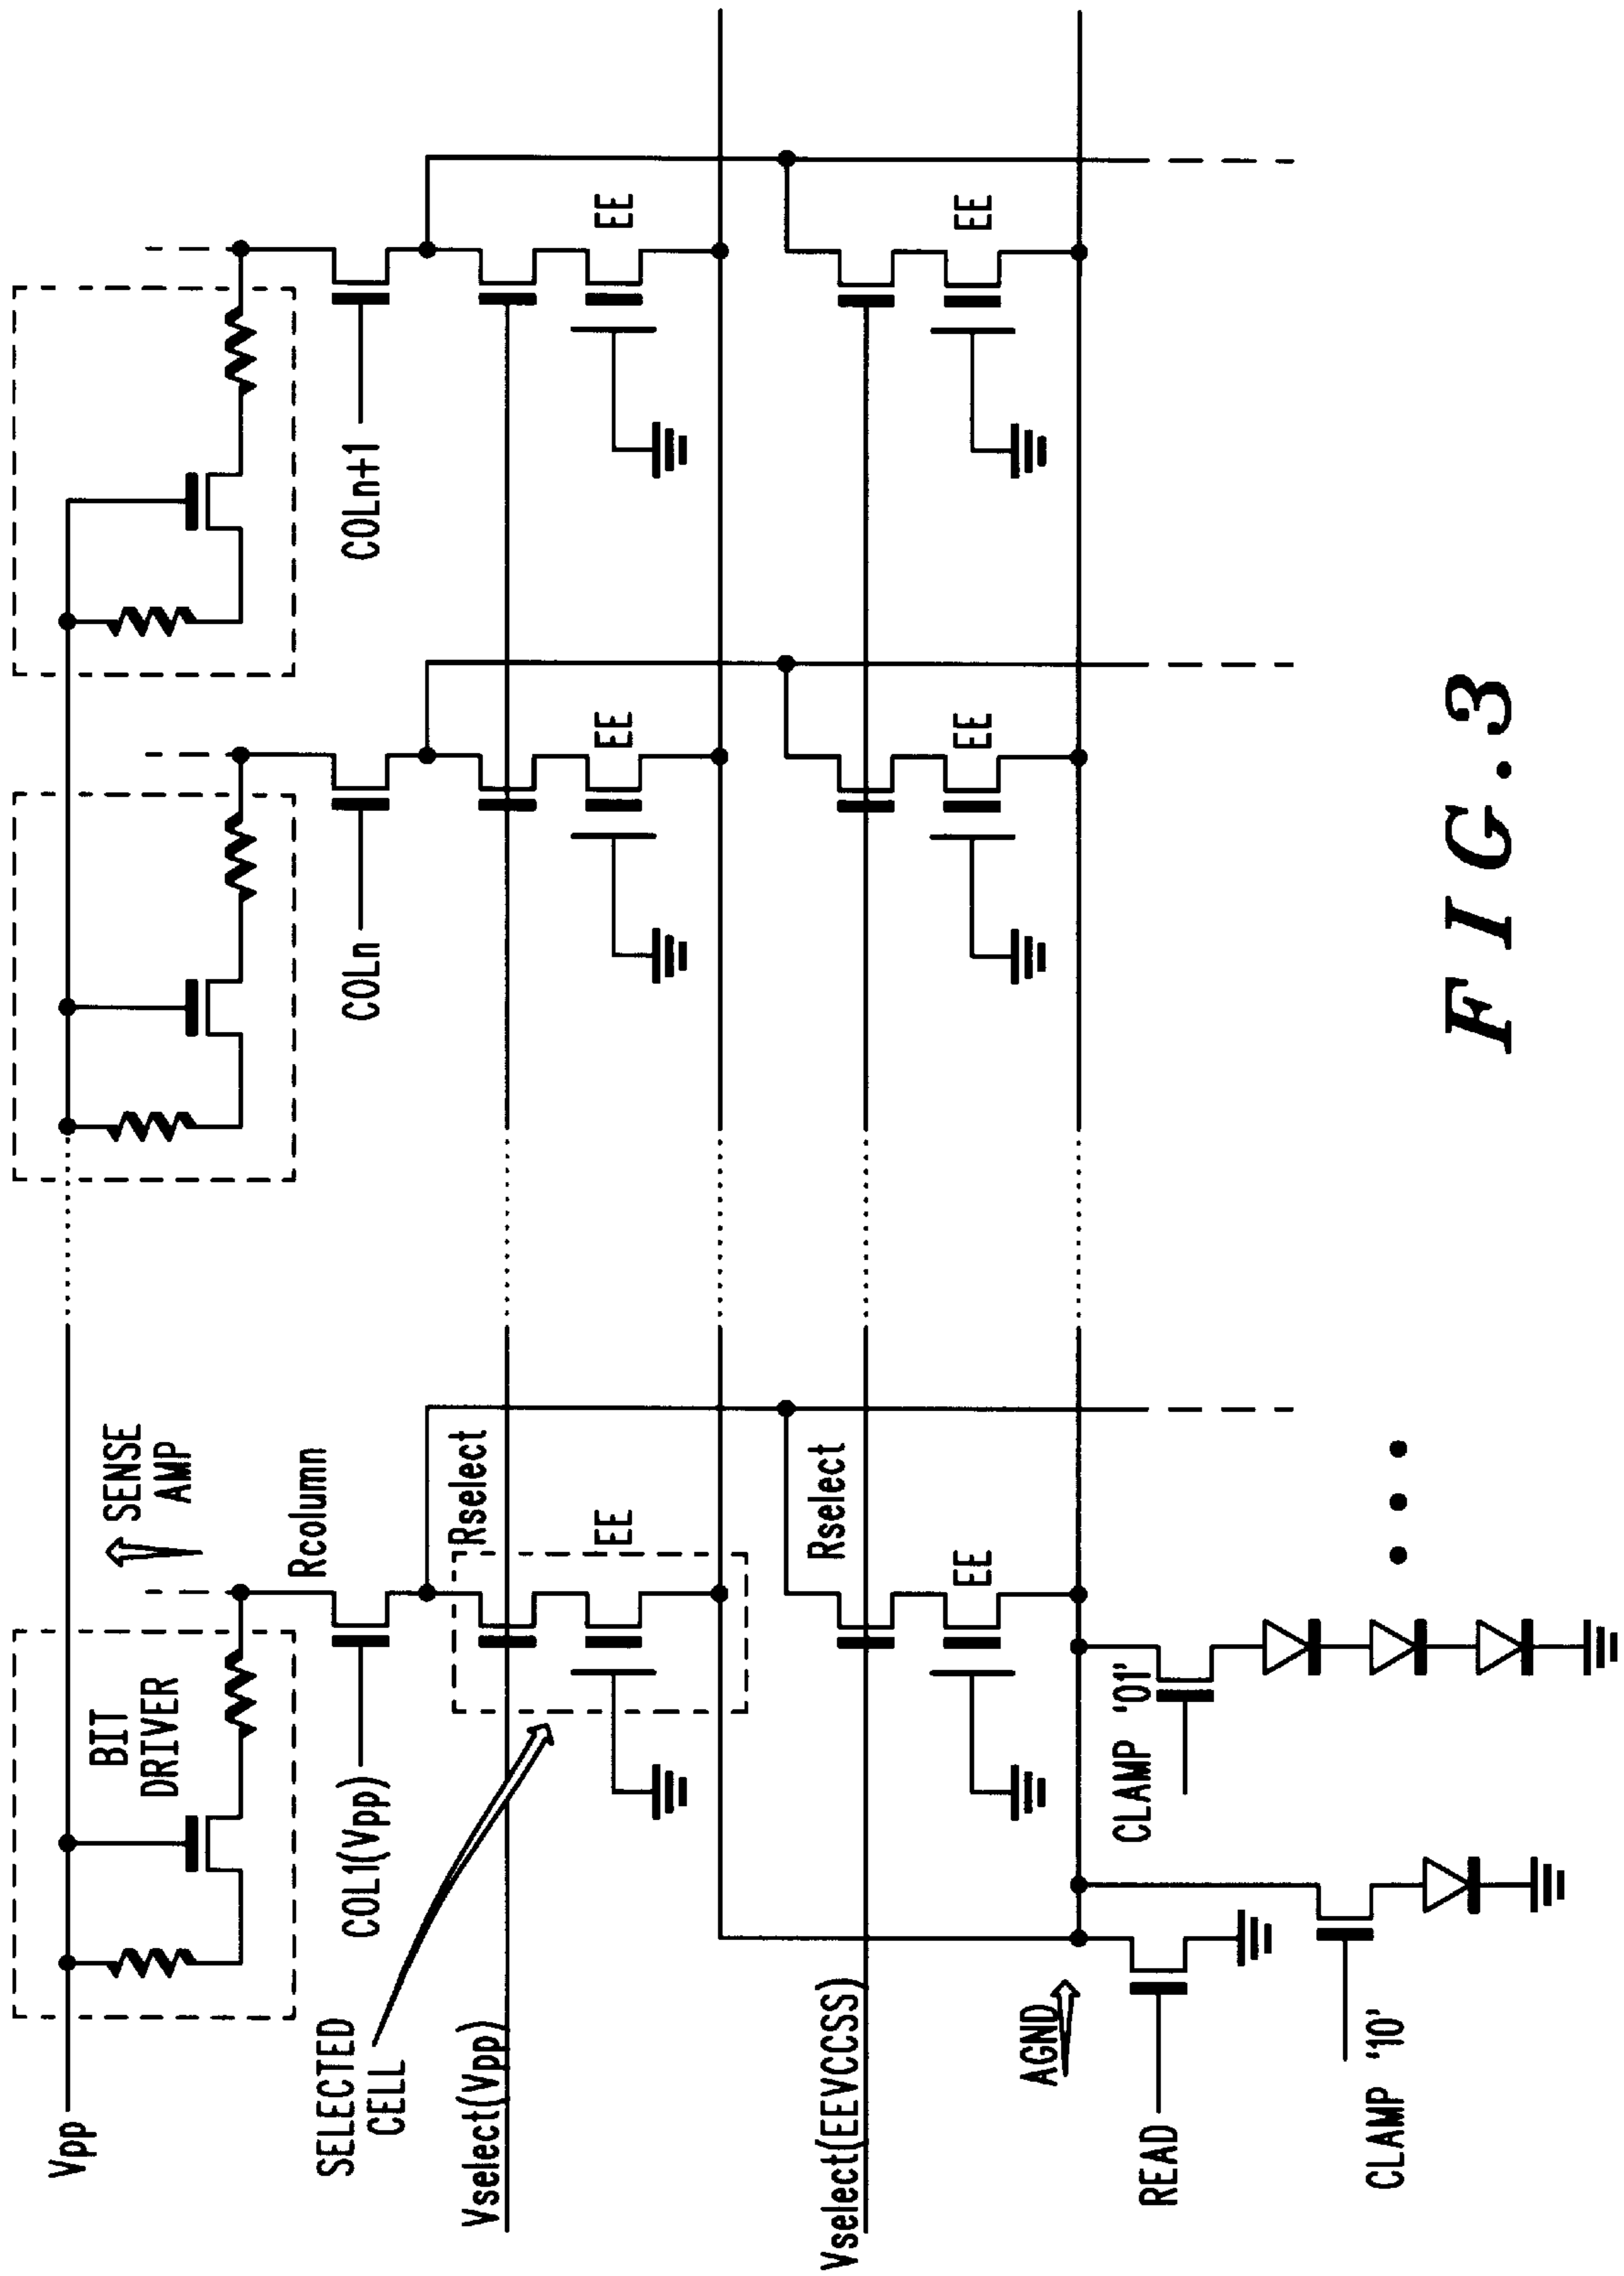 Vpp
BIT
DRIVER
SENSE
AMP
Rcolumn
COL1(Vpp)
COLn
COLn+1
SELECTED
CELL
Vselect(Vpp)
Rselect
EE
EE
EE
Vselect(EEVCCSS)
Rselect
EE
EE
EE
AGND
READ
CLAMP '01'
CLAMP '10'
FIG.3